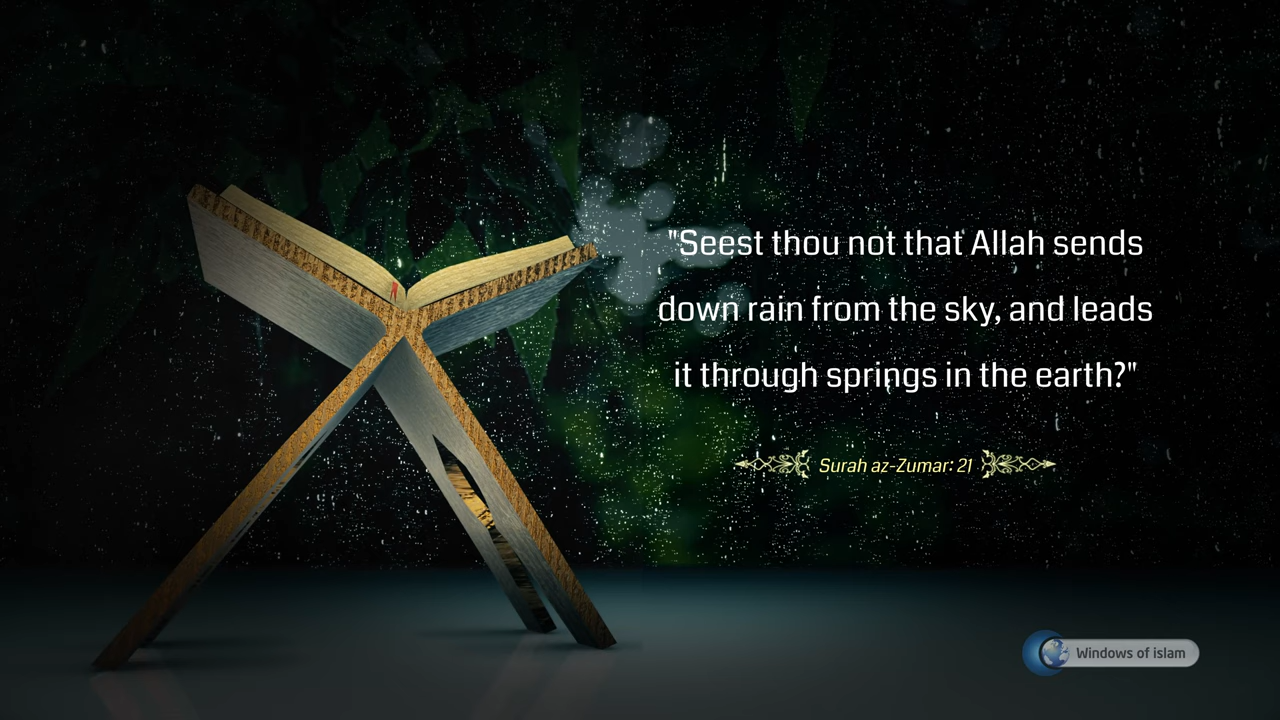 "Seest thou not that Allah sends
down rain from the sky, and leads
it through springs in the earth?"
Surah az-Zumar: 21
Windows of islam